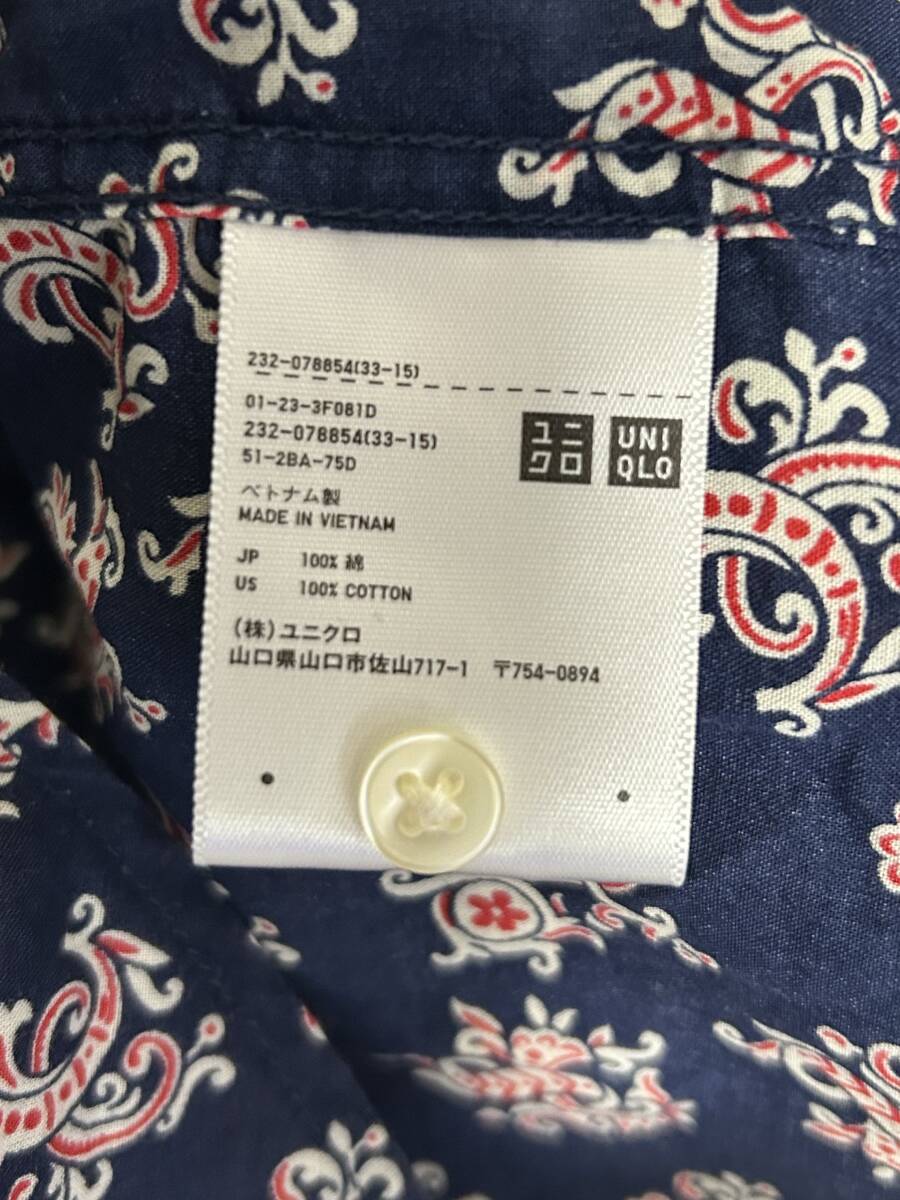 232-078854(33-15)
01-23-3F081D
232-078854(33-15)
51-2BA-75D
ユニ
クロ
UNI
QLO
ベトナム製
MADE IN VIETNAM
JP 100% 綿
US 100% COTTON
(株)ユニクロ
山口県山口市佐山717-1 〒754-0894